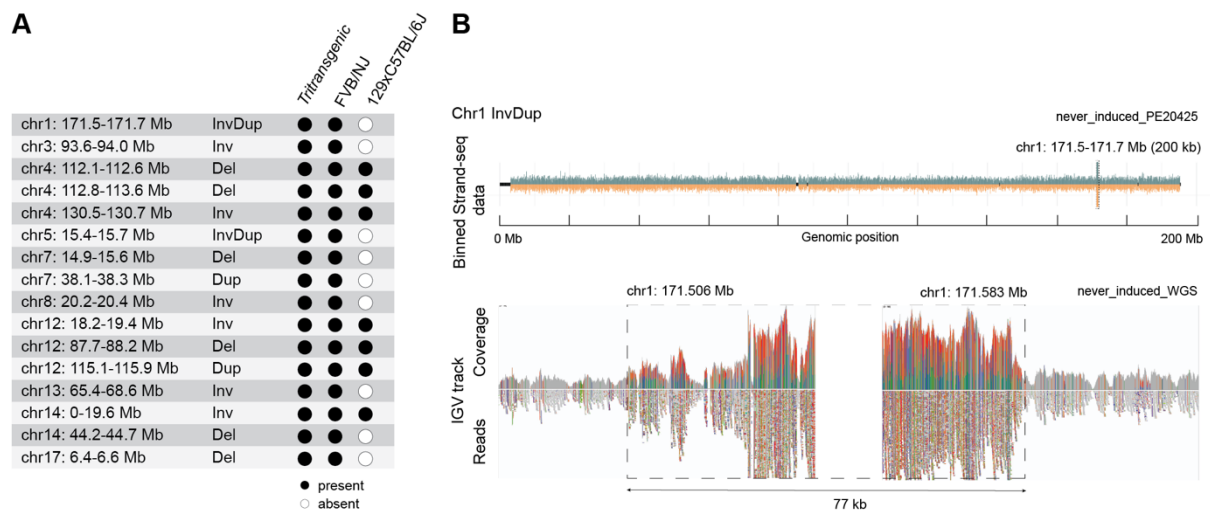 A
Tritransgenic
FVB/NJ
129xC57BL/6J
chr1: 171.5-171.7 Mb InvDup
chr3: 93.6-94.0 Mb Inv
chr4: 112.1-112.6 Mb Del
chr4: 112.8-113.6 Mb Del
chr4: 130.5-130.7 Mb Inv
chr5: 15.4-15.7 Mb InvDup
chr7: 14.9-15.6 Mb Del
chr7: 38.1-38.3 Mb Dup
chr8: 20.2-20.4 Mb Inv
chr12: 18.2-19.4 Mb Inv
chr12: 87.7-88.2 Mb Del
chr12: 115.1-115.9 Mb Dup
chr13: 65.4-68.6 Mb Inv
chr14: 0-19.6 Mb Inv
chr14: 44.2-44.7 Mb Del
chr17: 6.4-6.6 Mb Del
present
absent
B
Chr1 InvDup
never_induced_PE20425
chr1: 171.5-171.7 Mb (200 kb)
Binned Strand-seq
data
0 Mb
Genomic position
200 Mb
chr1: 171.506 Mb
chr1: 171.583 Mb
never_induced_WGS
IGV track
Coverage
Reads
77 kb